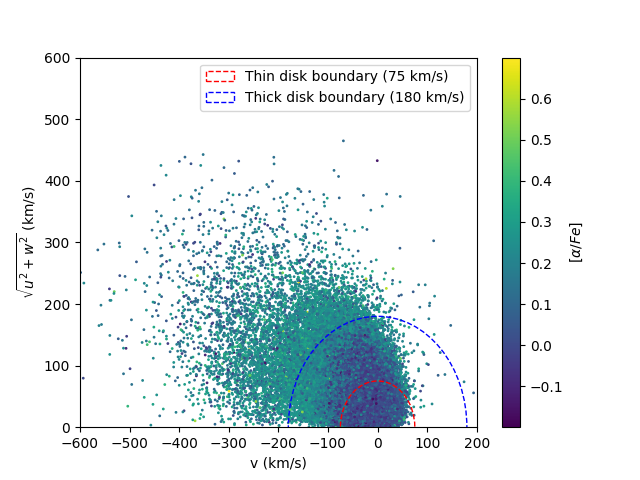 600
500
400
300
200
100
0
√u² + w² (km/s)
Thin disk boundary (75 km/s)
Thick disk boundary (180 km/s)
−600 −500 −400 −300 −200 −100 0 100 200
v (km/s)
0.6
0.5
0.4
0.3
0.2
0.1
0.0
−0.1
[α/Fe]